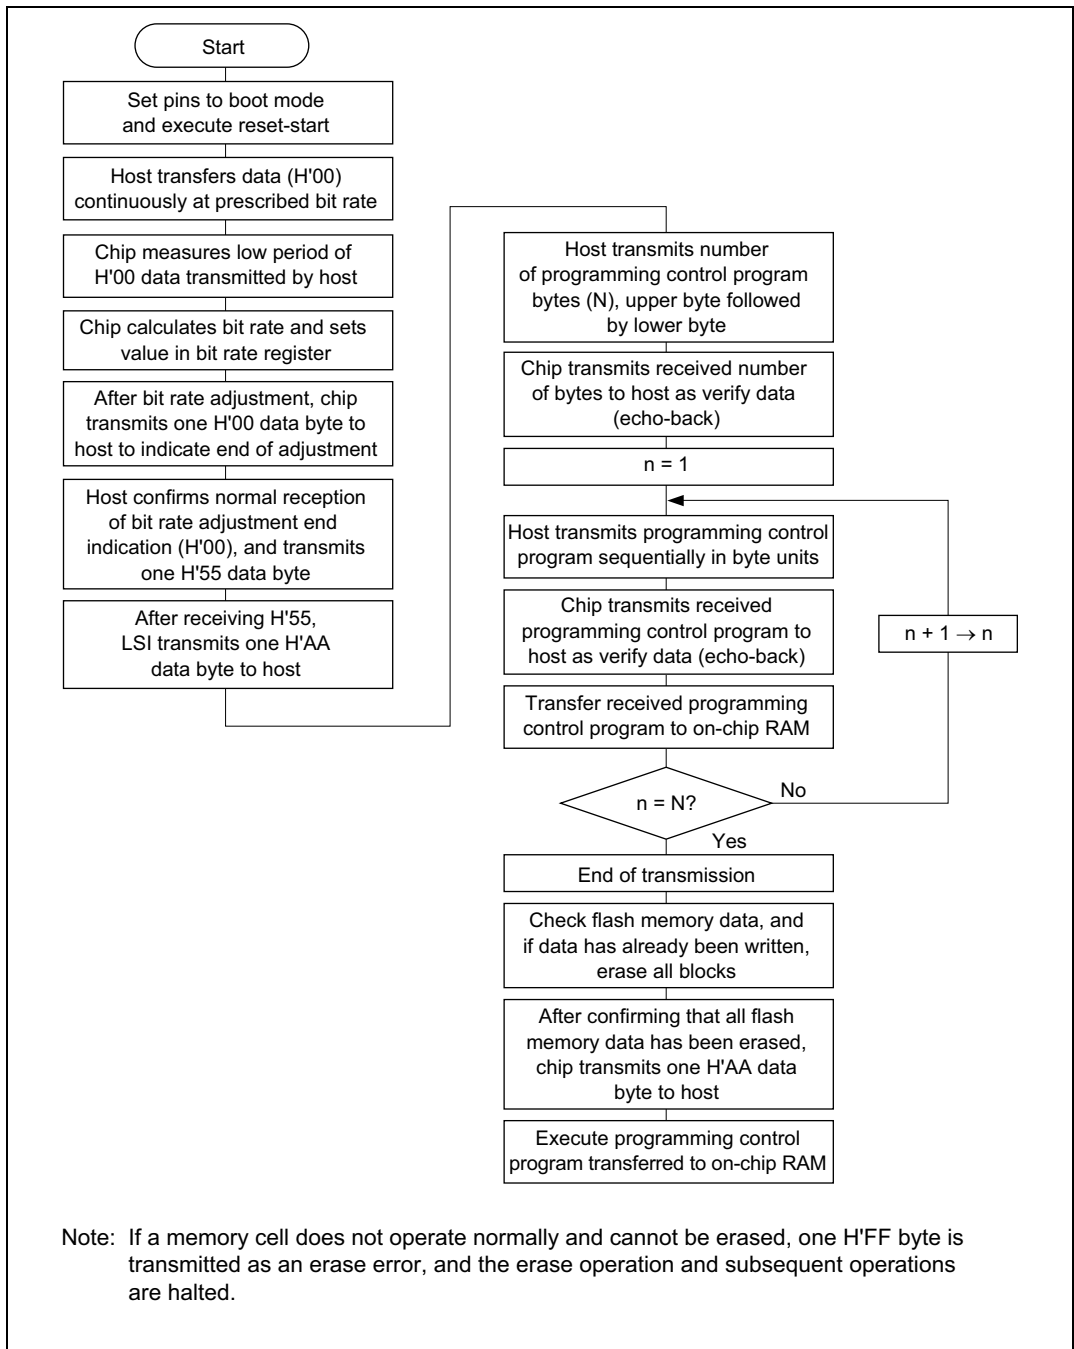 Start
Set pins to boot mode
and execute reset-start
Host transfers data (H'00)
continuously at prescribed bit rate
Chip measures low period of
H'00 data transmitted by host
Chip calculates bit rate and sets
value in bit rate register
After bit rate adjustment, chip
transmits one H'00 data byte to
host to indicate end of adjustment
Host confirms normal reception
of bit rate adjustment end
indication (H'00), and transmits
one H'55 data byte
After receiving H'55,
LSI transmits one H'AA
data byte to host
Host transmits number
of programming control program
bytes (N), upper byte followed
by lower byte
Chip transmits received number
of bytes to host as verify data
(echo-back)
n = 1
Host transmits programming control
program sequentially in byte units
Chip transmits received
programming control program to
host as verify data (echo-back)
n + 1 → n
Transfer received programming
control program to on-chip RAM
n = N?
No
Yes
End of transmission
Check flash memory data, and
if data has already been written,
erase all blocks
After confirming that all flash
memory data has been erased,
chip transmits one H'AA data
byte to host
Execute programming control
program transferred to on-chip RAM
Note: If a memory cell does not operate normally and cannot be erased, one H'FF byte is
transmitted as an erase error, and the erase operation and subsequent operations
are halted.